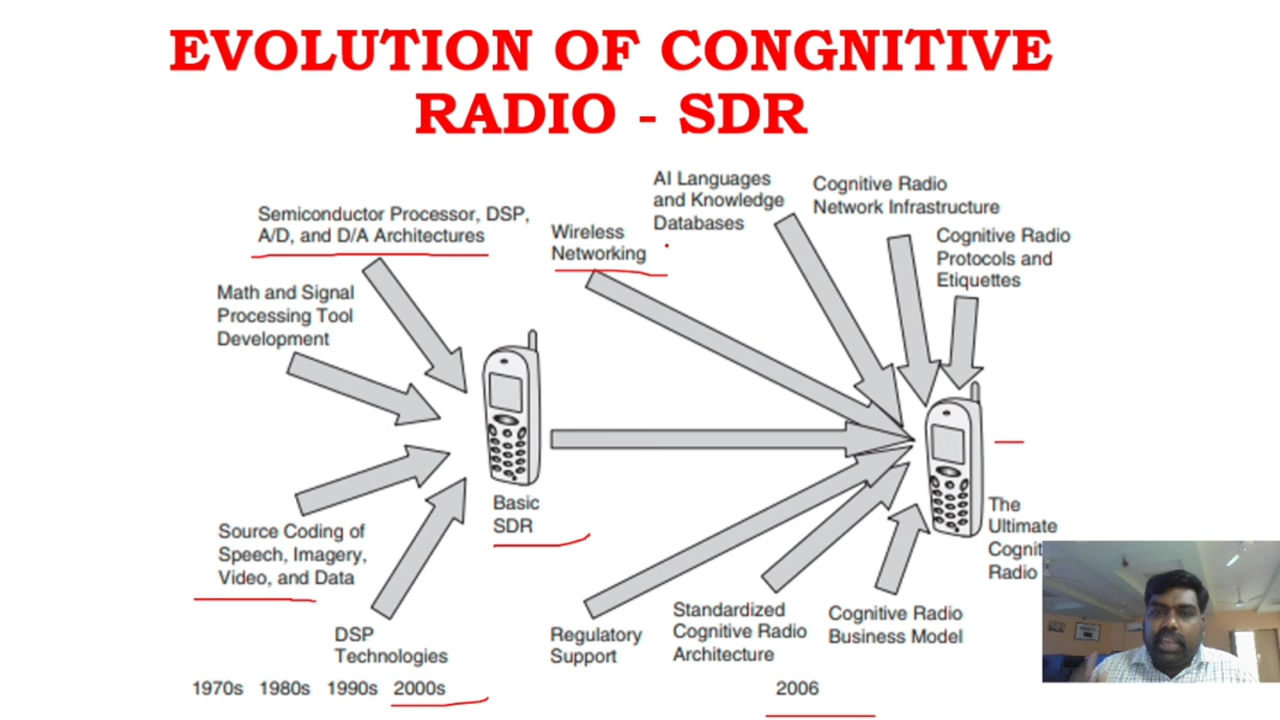 EVOLUTION OF CONGNITIVE
RADIO - SDR
Semiconductor Processor, DSP,
A/D, and D/A Architectures
Math and Signal
Processing Tool
Development
Source Coding of
Speech, Imagery,
Video, and Data
DSP
Technologies
Basic
SDR
Wireless
Networking
AI Languages
and Knowledge
Databases
Cognitive Radio
Network Infrastructure
Cognitive Radio
Protocols and
Etiquettes
The
Ultimate
Cognit
Radio
Regulatory
Support
Standardized
Cognitive Radio
Architecture
Cognitive Radio
Business Model
1970s 1980s 1990s 2000s
2006